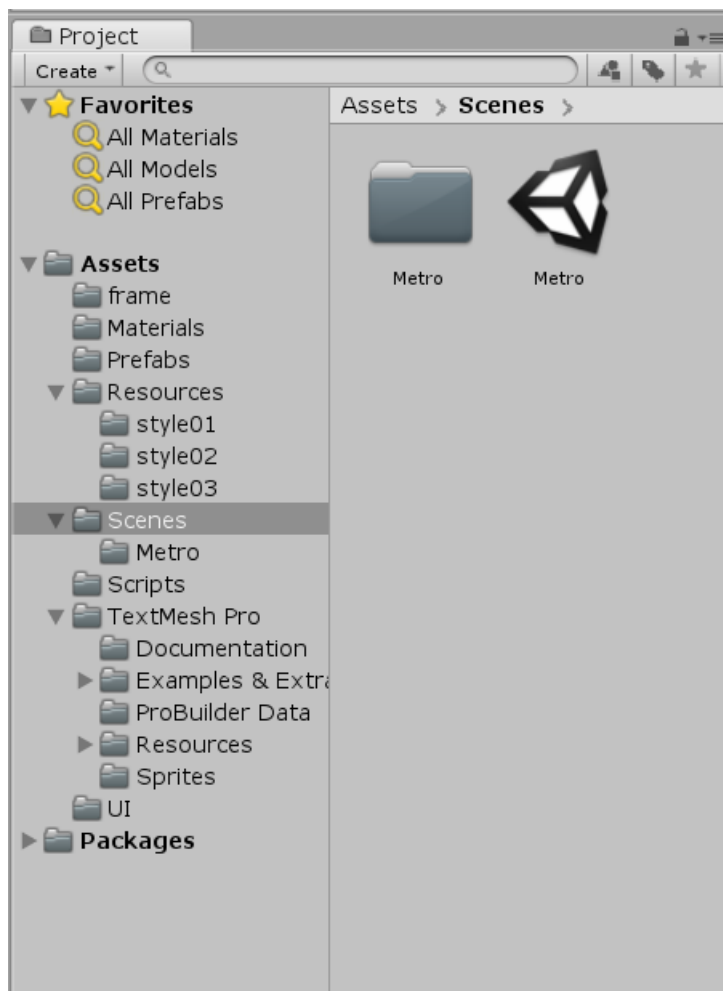 Project
Create
Favorites
All Materials
All Models
All Prefabs
Assets
frame
Materials
Prefabs
Resources
style01
style02
style03
Scenes
Metro
Scripts
TextMesh Pro
Documentation
Examples & Extra
ProBuilder Data
Resources
Sprites
UI
Packages
Assets > Scenes >
Metro Metro